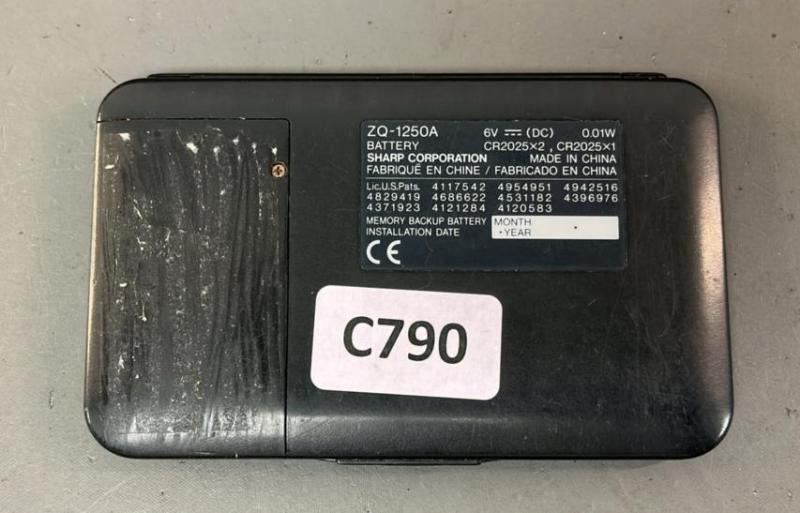 ZQ-1250A 6V ⎓ (DC) 0.01W
BATTERY CR2025×2 , CR2025×1
SHARP CORPORATION MADE IN CHINA
FABRIQUÉ EN CHINE / FABRICADO EN CHINA
Lic.U.S.Pats. 4117542 4954951 4942516
4829419 4686622 4531182 4396976
4371923 4121284 4120583
MEMORY BACKUP BATTERY MONTH
INSTALLATION DATE ·YEAR
CE
C790